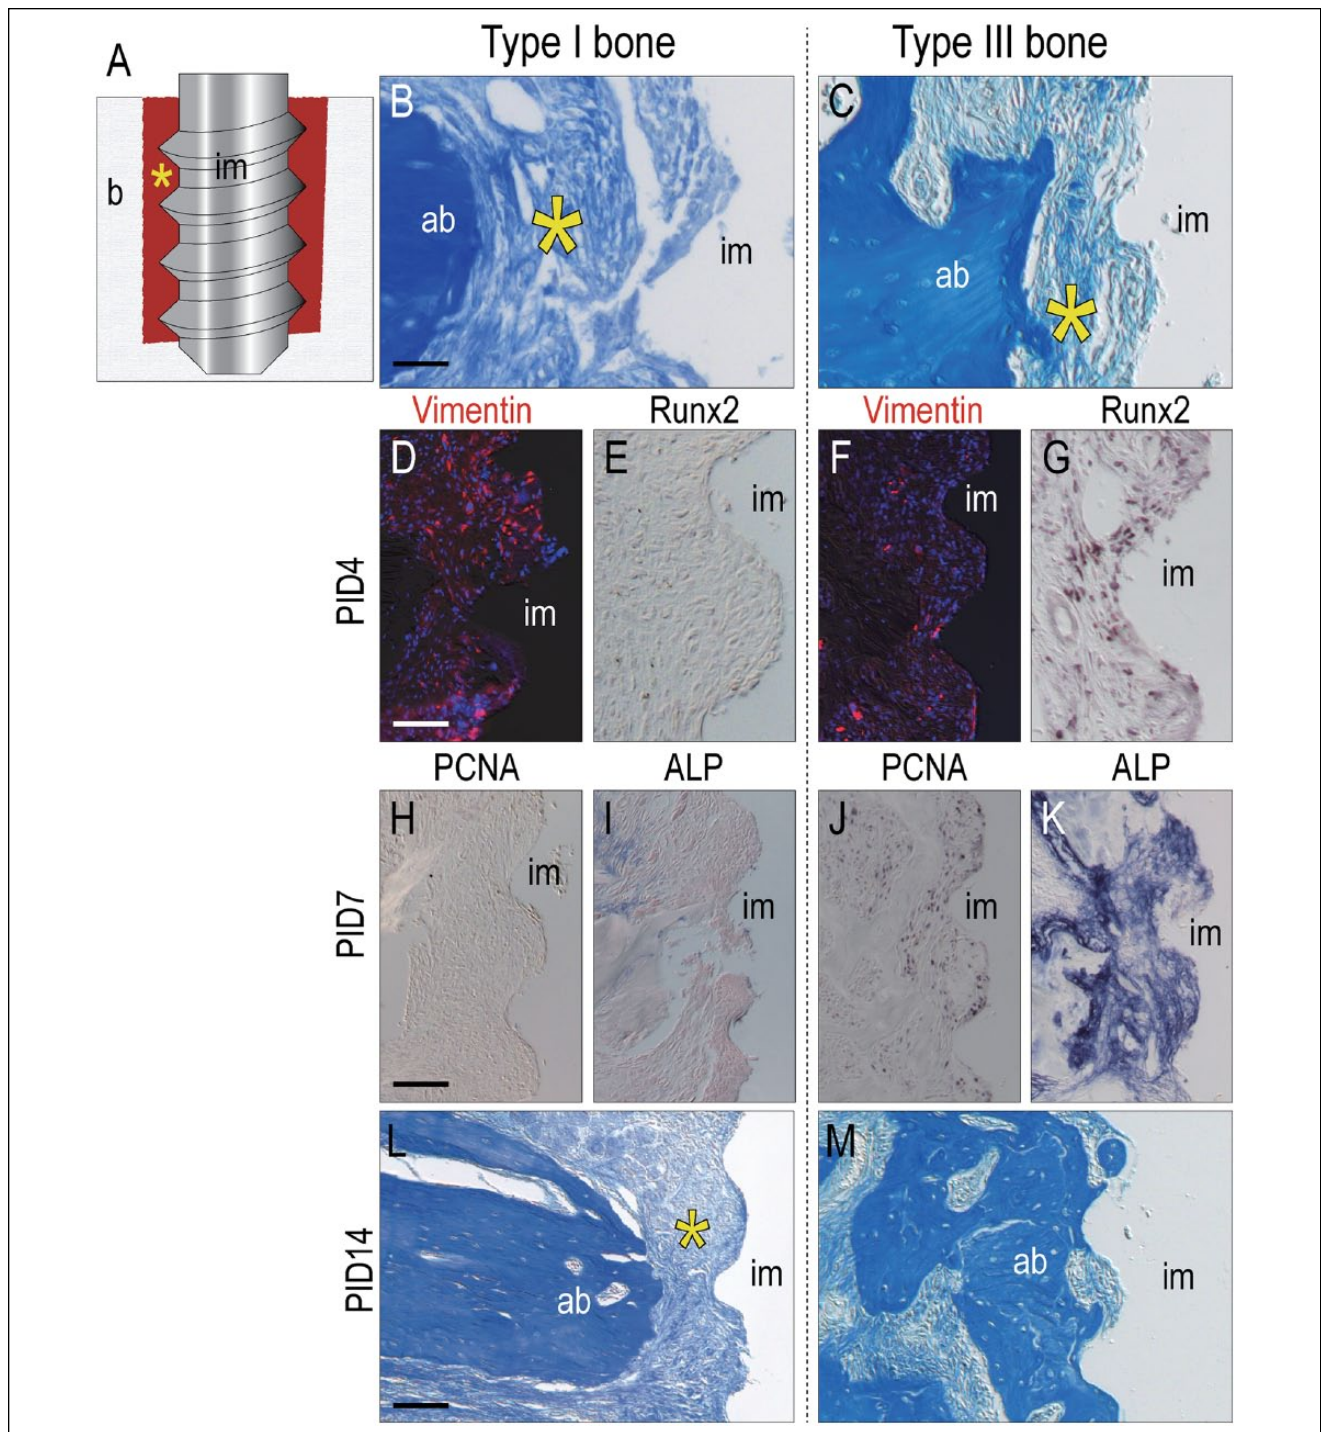 Type I bone
Type III bone
A
b
*
im
B
ab
*
im
C
ab
*
im
Vimentin
Runx2
Vimentin
Runx2
PID4
D
im
im
E
im
F
im
G
im
PCNA
ALP
PCNA
ALP
PID7
H
im
I
im
J
im
K
im
PID14
L
ab
*
im
M
ab
im